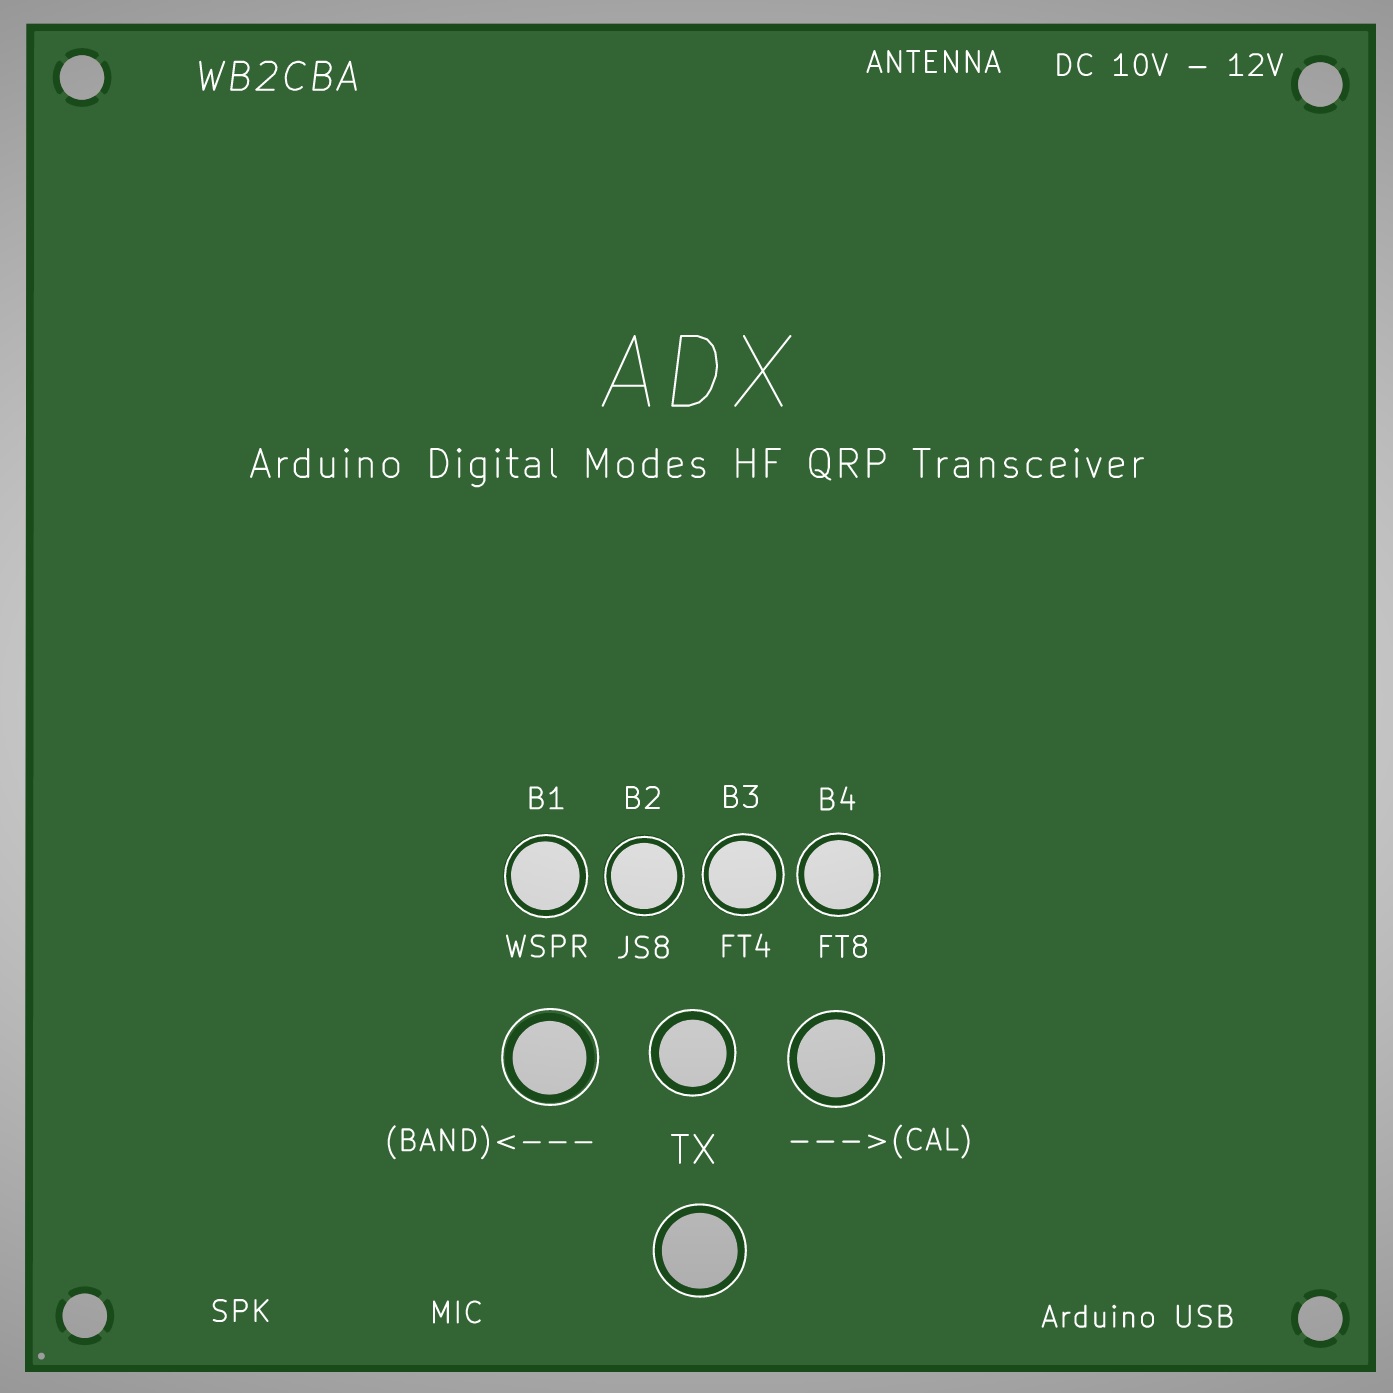 WB2CBA
ANTENNA
DC 10V - 12V
ADX
Arduino Digital Modes HF QRP Transceiver
B1 B2 B3 B4
WSPR JS8 FT4 FT8
(BAND)<---
TX
--->(CAL)
SPK
MIC
Arduino USB